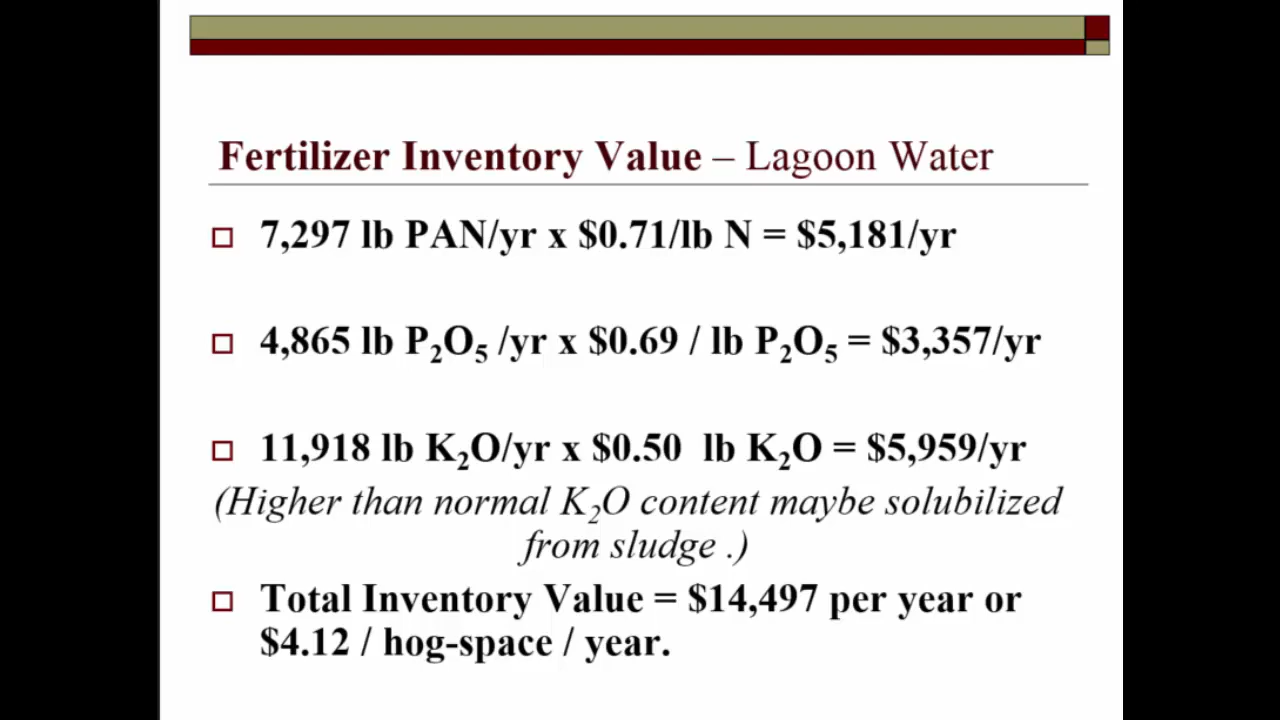 Fertilizer Inventory Value – Lagoon Water
7,297 lb PAN/yr x $0.71/lb N = $5,181/yr
4,865 lb P₂O₅ /yr x $0.69 / lb P₂O₅ = $3,357/yr
11,918 lb K₂O/yr x $0.50  lb K₂O = $5,959/yr
(Higher than normal K₂O content maybe solubilized
from sludge .)
Total Inventory Value = $14,497 per year or
$4.12 / hog-space / year.